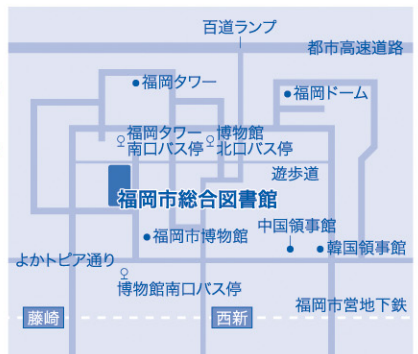 百道ランプ
都市高速道路
福岡タワー
福岡ドーム
福岡タワー
南口バス停
博物館
北口バス停
遊歩道
福岡市総合図書館
中国領事館
福岡市博物館
韓国領事館
よかトピア通り
博物館南口バス停
福岡市営地下鉄
藤崎
西新